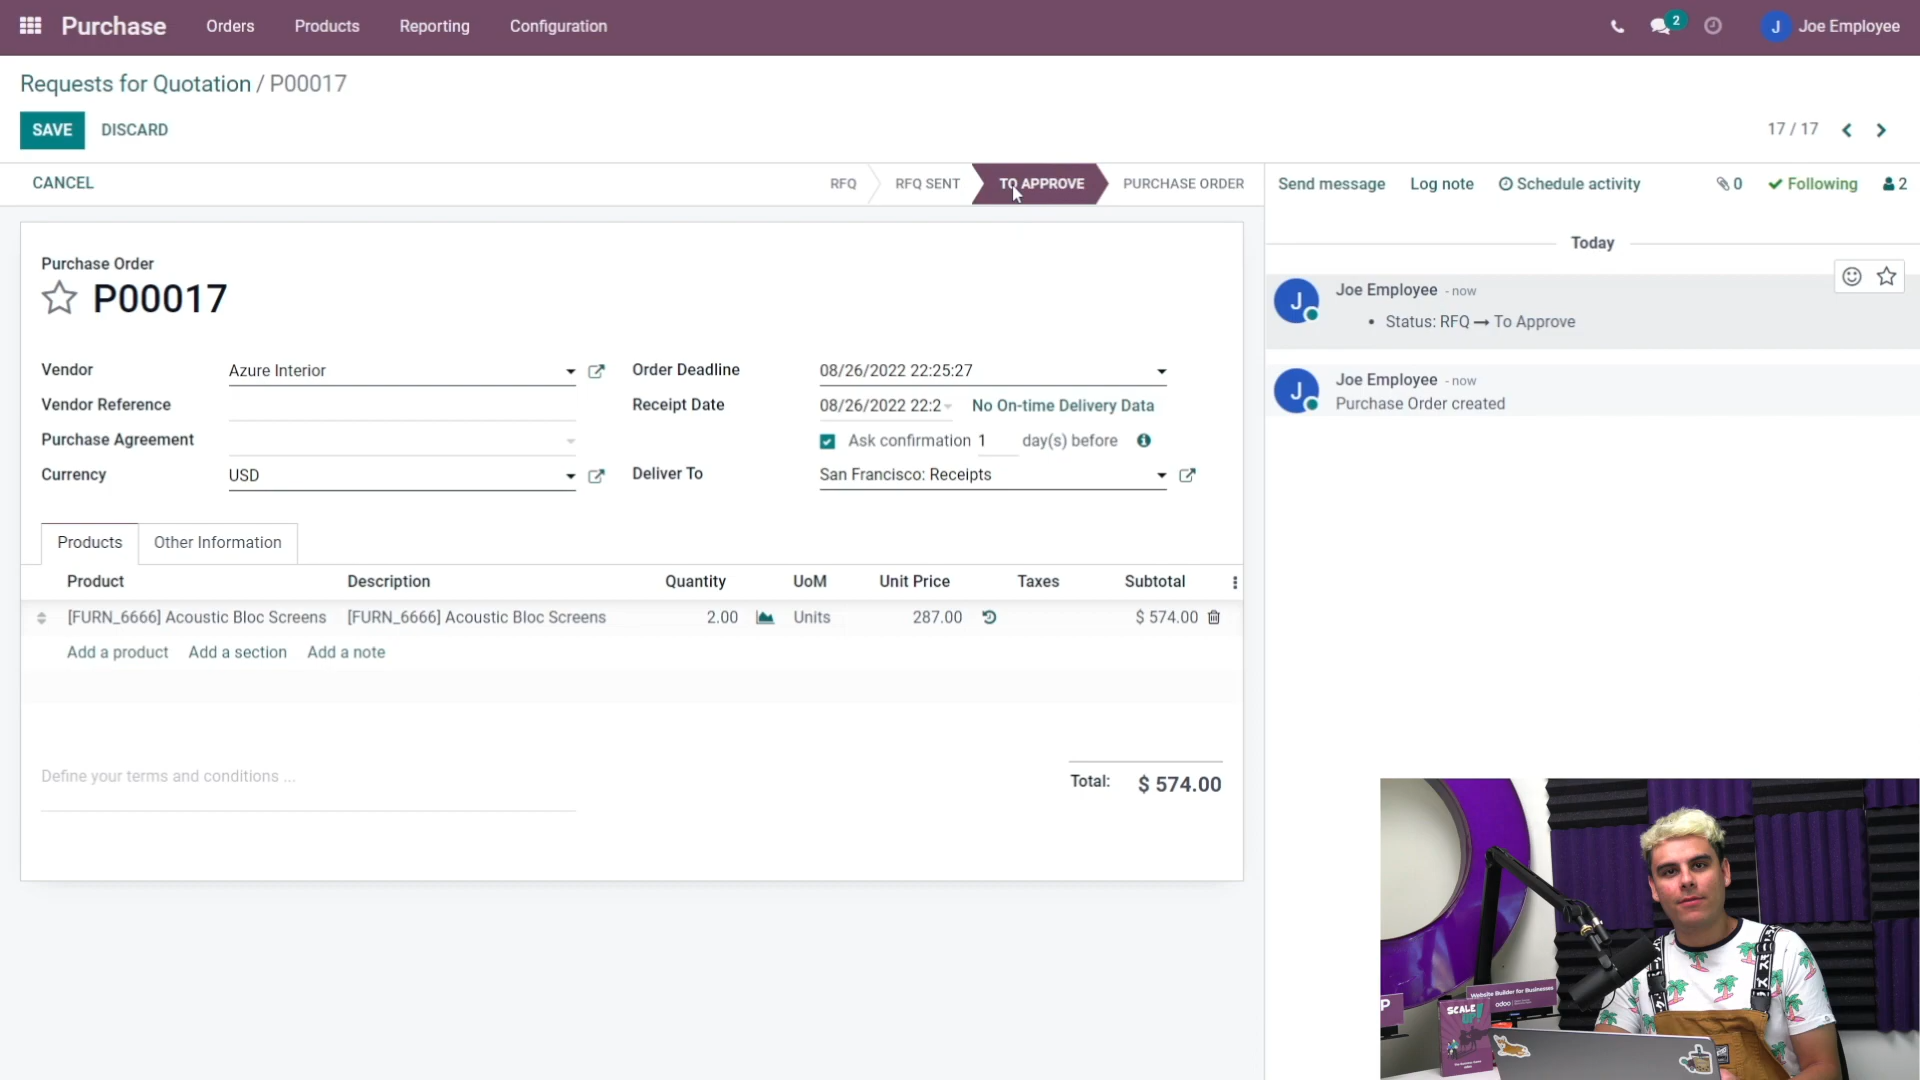 Purchase Orders Products Reporting Configuration 2 J Joe Employee
Requests for Quotation / P00017
SAVE DISCARD 17 / 17
CANCEL RFQ RFQ SENT TO APPROVE PURCHASE ORDER Send message Log note Schedule activity 0 Following 2
Today
Purchase Order
P00017
J Joe Employee - now
• Status: RFQ → To Approve
J Joe Employee - now
Purchase Order created
Vendor Azure Interior Order Deadline 08/26/2022 22:25:27
Vendor Reference Receipt Date 08/26/2022 22:2 No On-time Delivery Data
Purchase Agreement Ask confirmation 1 day(s) before
Currency USD Deliver To San Francisco: Receipts
Products Other Information
Product Description Quantity UoM Unit Price Taxes Subtotal
[FURN_6666] Acoustic Bloc Screens [FURN_6666] Acoustic Bloc Screens 2.00 Units 287.00 $ 574.00
Add a product Add a section Add a note
Define your terms and conditions ...
Total: $ 574.00
Website Builder for Businesses
odoo
SCALE
UP!